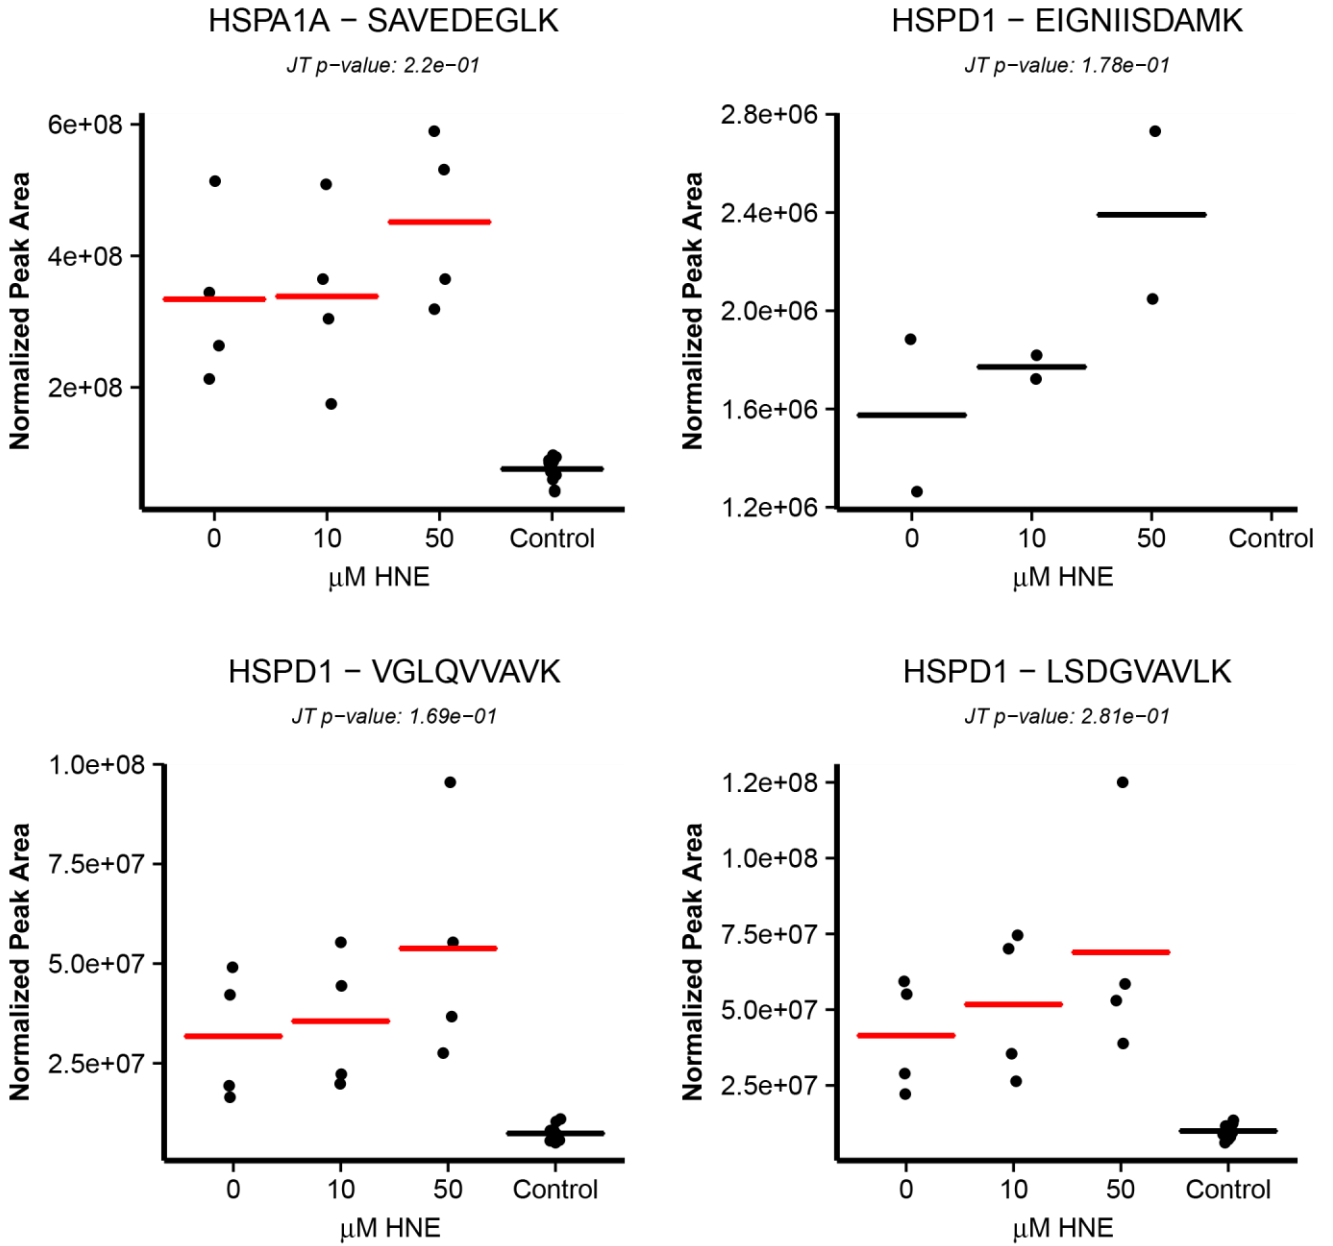 HSPA1A − SAVEDEGLK
JT p−value: 2.2e−01
Normalized Peak Area
6e+08
4e+08
2e+08
0 10 50 Control
μM HNE
HSPD1 − EIGNIISDAMK
JT p−value: 1.78e−01
Normalized Peak Area
2.8e+06
2.4e+06
2.0e+06
1.6e+06
1.2e+06
0 10 50 Control
μM HNE
HSPD1 − VGLQVVAVK
JT p−value: 1.69e−01
Normalized Peak Area
1.0e+08
7.5e+07
5.0e+07
2.5e+07
0 10 50 Control
μM HNE
HSPD1 − LSDGVAVLK
JT p−value: 2.81e−01
Normalized Peak Area
1.2e+08
1.0e+08
7.5e+07
5.0e+07
2.5e+07
0 10 50 Control
μM HNE